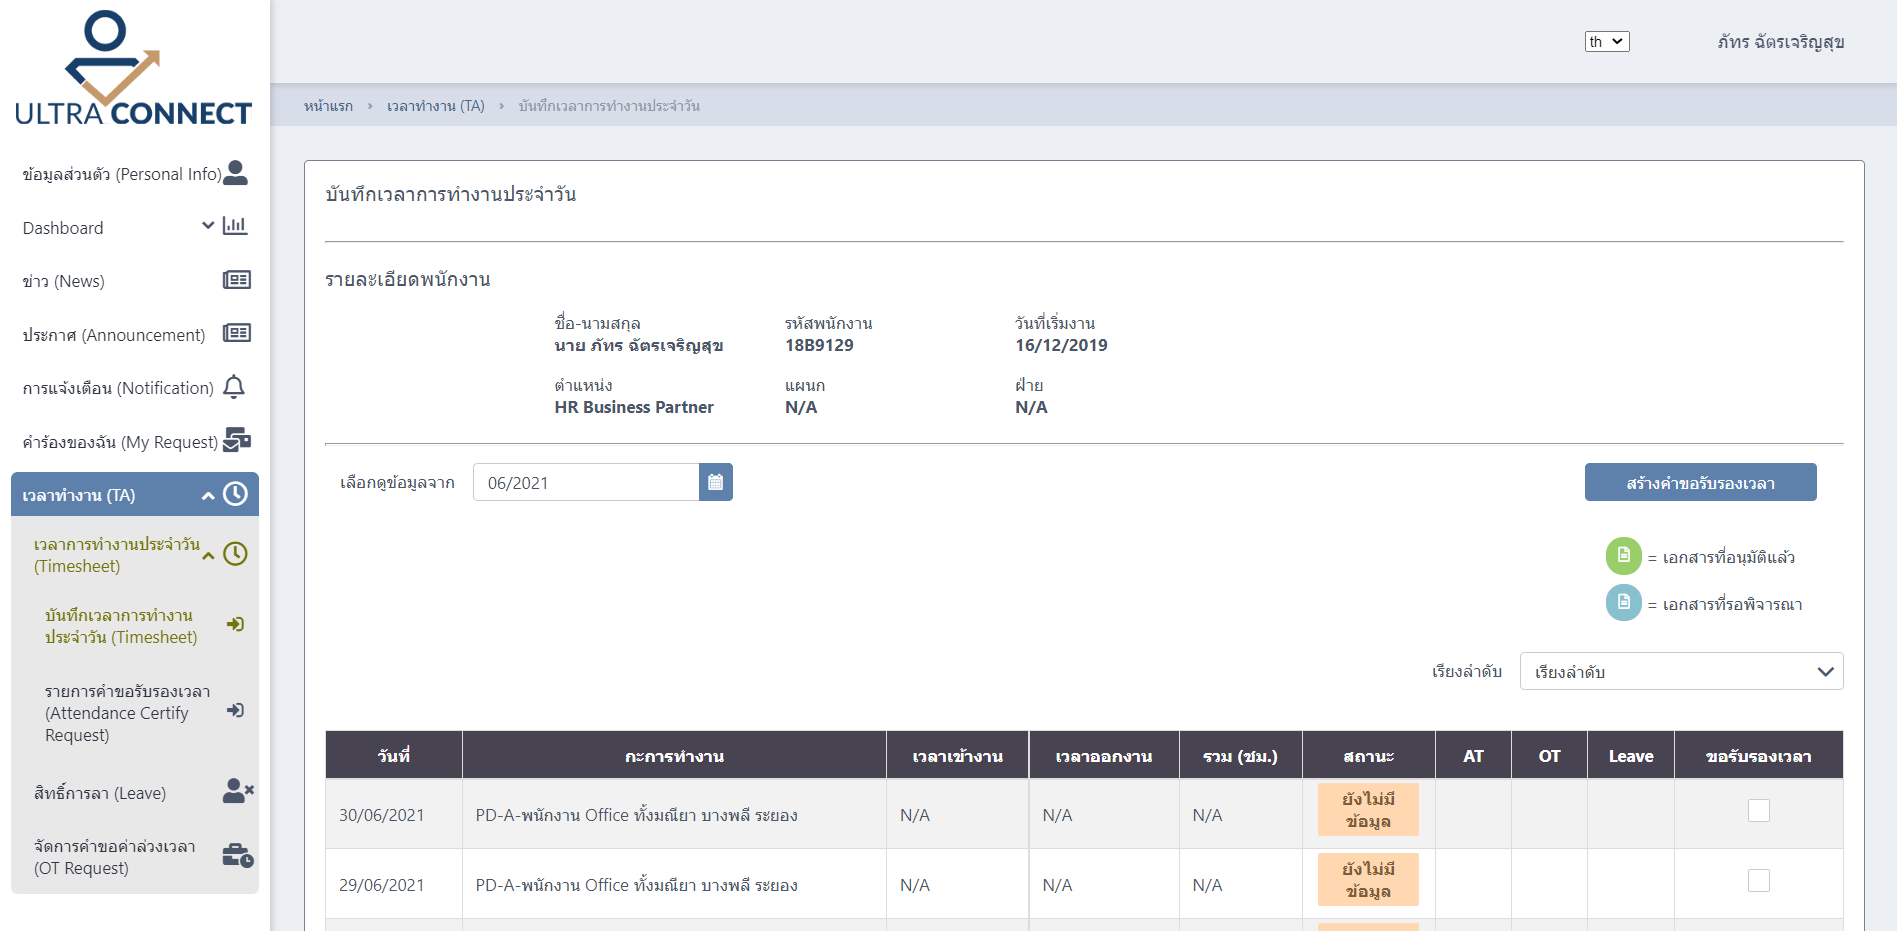 ULTRA CONNECT
th
ภัทร ฉัตรเจริญสุข
หน้าแรก › เวลาทำงาน (TA) › บันทึกเวลาการทำงานประจำวัน
ข้อมูลส่วนตัว (Personal Info)
Dashboard
ข่าว (News)
ประกาศ (Announcement)
การแจ้งเตือน (Notification)
คำร้องของฉัน (My Request)
เวลาทำงาน (TA)
เวลาการทำงานประจำวัน
(Timesheet)
บันทึกเวลาการทำงาน
ประจำวัน (Timesheet)
รายการคำขอรับรองเวลา
(Attendance Certify
Request)
สิทธิ์การลา (Leave)
จัดการคำขอค่าล่วงเวลา
(OT Request)
บันทึกเวลาการทำงานประจำวัน
รายละเอียดพนักงาน
ชื่อ-นามสกุล รหัสพนักงาน วันที่เริ่มงาน
นาย ภัทร ฉัตรเจริญสุข 18B9129 16/12/2019
ตำแหน่ง แผนก ฝ่าย
HR Business Partner N/A N/A
เลือกดูข้อมูลจาก 06/2021 สร้างคำขอรับรองเวลา
= เอกสารที่อนุมัติแล้ว
= เอกสารที่รอพิจารณา
เรียงลำดับ เรียงลำดับ
วันที่ กะการทำงาน เวลาเข้างาน เวลาออกงาน รวม (ชม.) สถานะ AT OT Leave ขอรับรองเวลา
30/06/2021 PD-A-พนักงาน Office ทั้งมณียา บางพลี ระยอง N/A N/A N/A ยังไม่มี
ข้อมูล
29/06/2021 PD-A-พนักงาน Office ทั้งมณียา บางพลี ระยอง N/A N/A N/A ยังไม่มี
ข้อมูล